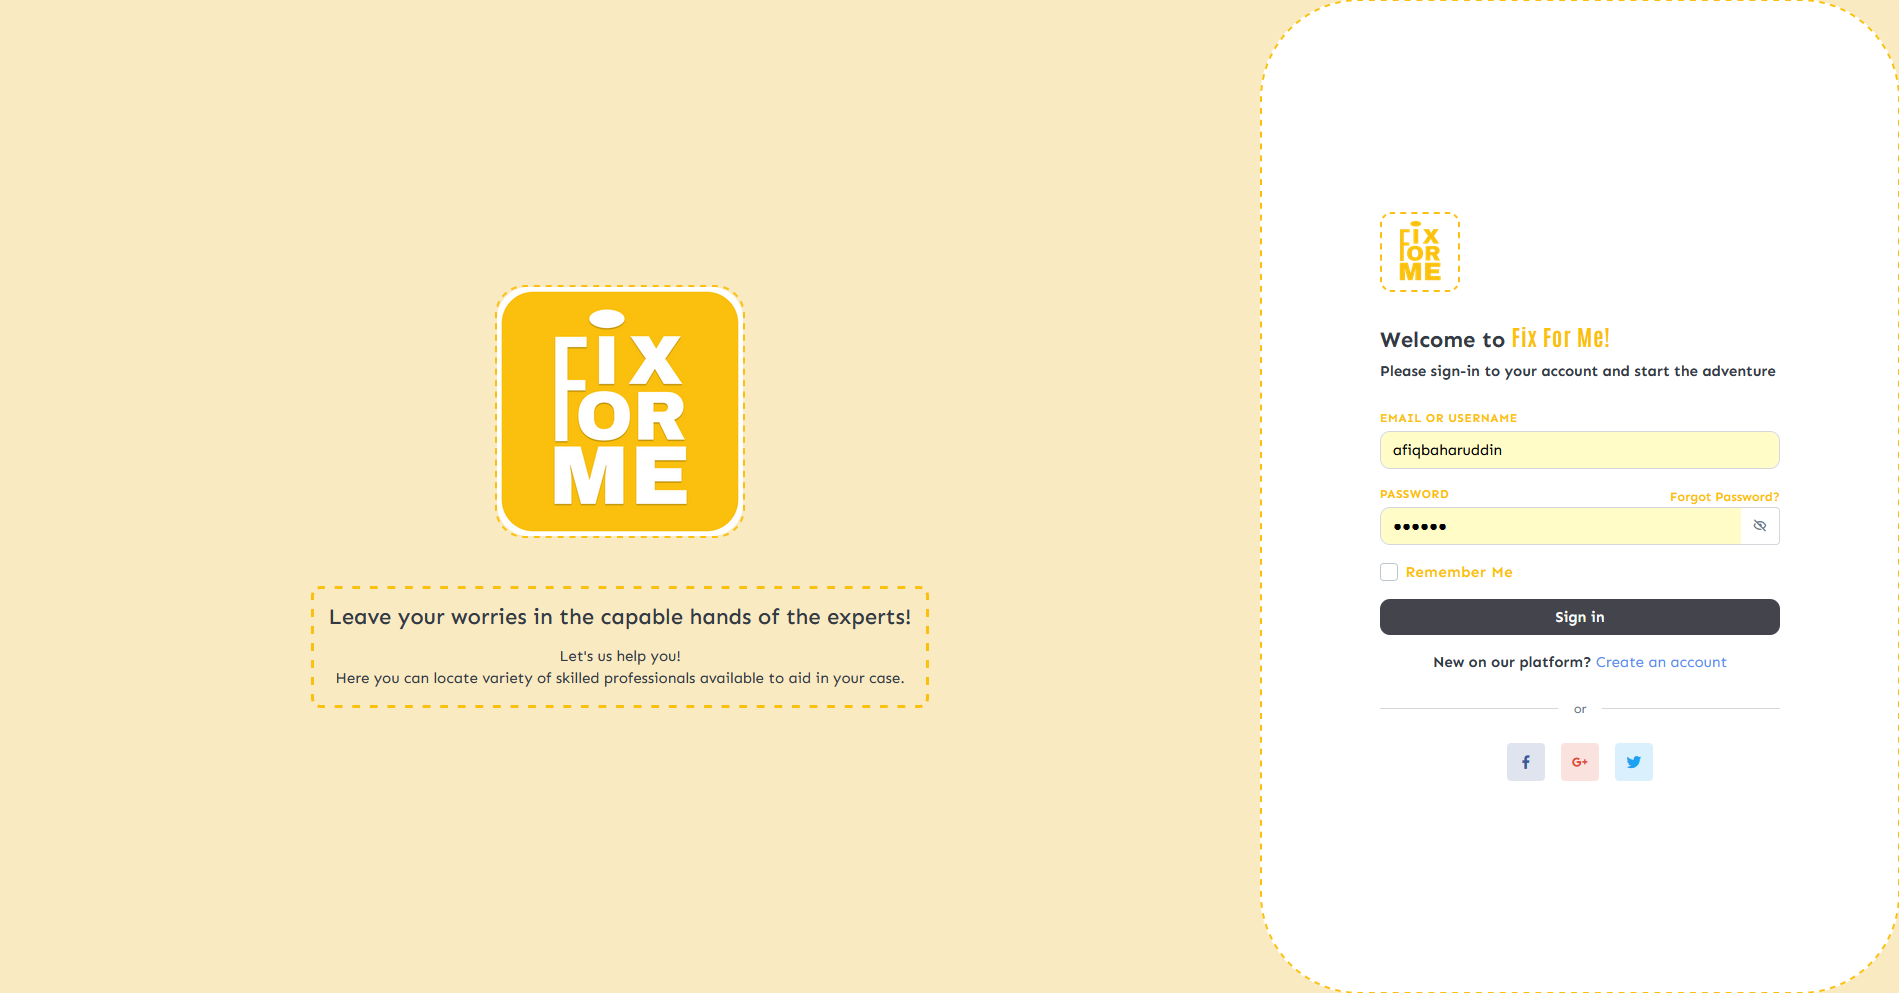 FiX
FOR
ME
Leave your worries in the capable hands of the experts!
Let's us help you!
Here you can locate variety of skilled professionals available to aid in your case.
FiX
FOR
ME
Welcome to Fix For Me!
Please sign-in to your account and start the adventure
EMAIL OR USERNAME
afiqbaharuddin
PASSWORD Forgot Password?
••••••
Remember Me
Sign in
New on our platform? Create an account
or
f G+